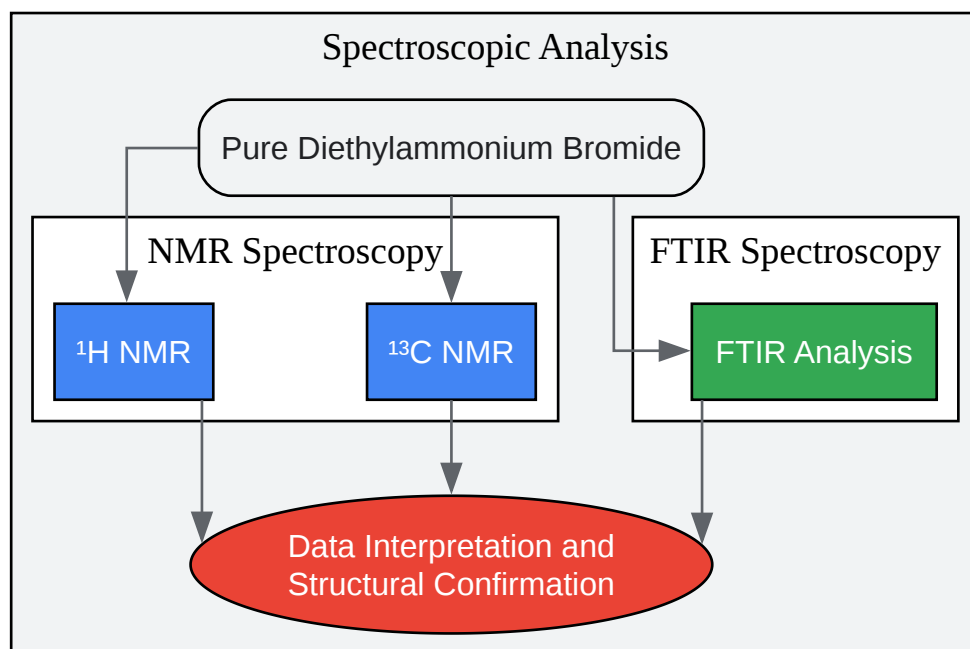 Spectroscopic Analysis
Pure Diethylammonium Bromide
NMR Spectroscopy
FTIR Spectroscopy
¹H NMR
¹³C NMR
FTIR Analysis
Data Interpretation and
Structural Confirmation